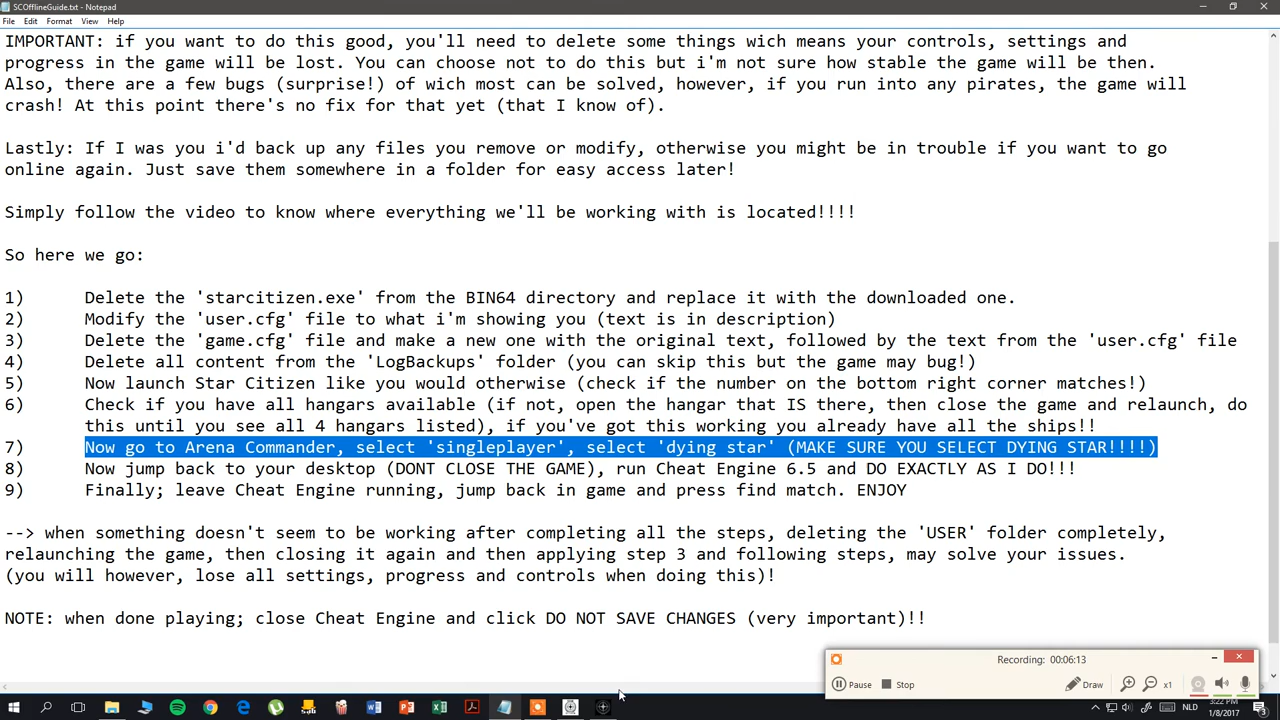 SCOfflineGuide.txt - Notepad
File Edit Format View Help
IMPORTANT: if you want to do this good, you'll need to delete some things wich means your controls, settings and
progress in the game will be lost. You can choose not to do this but i'm not sure how stable the game will be then.
Also, there are a few bugs (surprise!) of wich most can be solved, however, if you run into any pirates, the game will
crash! At this point there's no fix for that yet (that I know of).
Lastly: If I was you i'd back up any files you remove or modify, otherwise you might be in trouble if you want to go
online again. Just save them somewhere in a folder for easy access later!
Simply follow the video to know where everything we'll be working with is located!!!!
So here we go:
1) Delete the 'starcitizen.exe' from the BIN64 directory and replace it with the downloaded one.
2) Modify the 'user.cfg' file to what i'm showing you (text is in description)
3) Delete the 'game.cfg' file and make a new one with the original text, followed by the text from the 'user.cfg' file
4) Delete all content from the 'LogBackups' folder (you can skip this but the game may bug!)
5) Now launch Star Citizen like you would otherwise (check if the number on the bottom right corner matches!)
6) Check if you have all hangars available (if not, open the hangar that IS there, then close the game and relaunch, do
this until you see all 4 hangars listed), if you've got this working you already have all the ships!!
7) Now go to Arena Commander, select 'singleplayer', select 'dying star' (MAKE SURE YOU SELECT DYING STAR!!!!)
8) Now jump back to your desktop (DONT CLOSE THE GAME), run Cheat Engine 6.5 and DO EXACTLY AS I DO!!!
9) Finally; leave Cheat Engine running, jump back in game and press find match. ENJOY
--> when something doesn't seem to be working after completing all the steps, deleting the 'USER' folder completely,
relaunching the game, then closing it again and then applying step 3 and following steps, may solve your issues.
(you will however, lose all settings, progress and controls when doing this)!
NOTE: when done playing; close Cheat Engine and click DO NOT SAVE CHANGES (very important)!!
Recording: 00:06:13
Pause Stop Draw x1
NLD
3:22 PM
1/8/2017